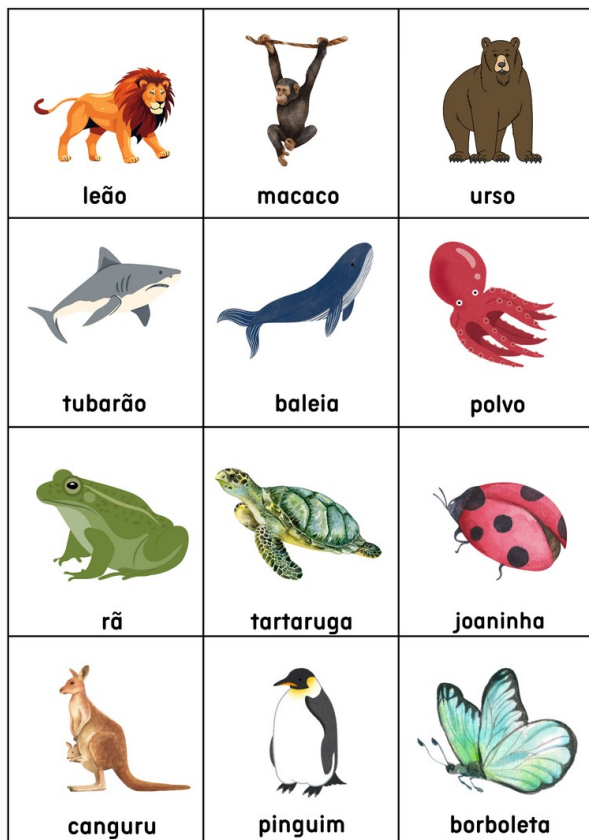 leão
macaco
urso
tubarão
baleia
polvo
rã
tartaruga
joaninha
canguru
pinguim
borboleta